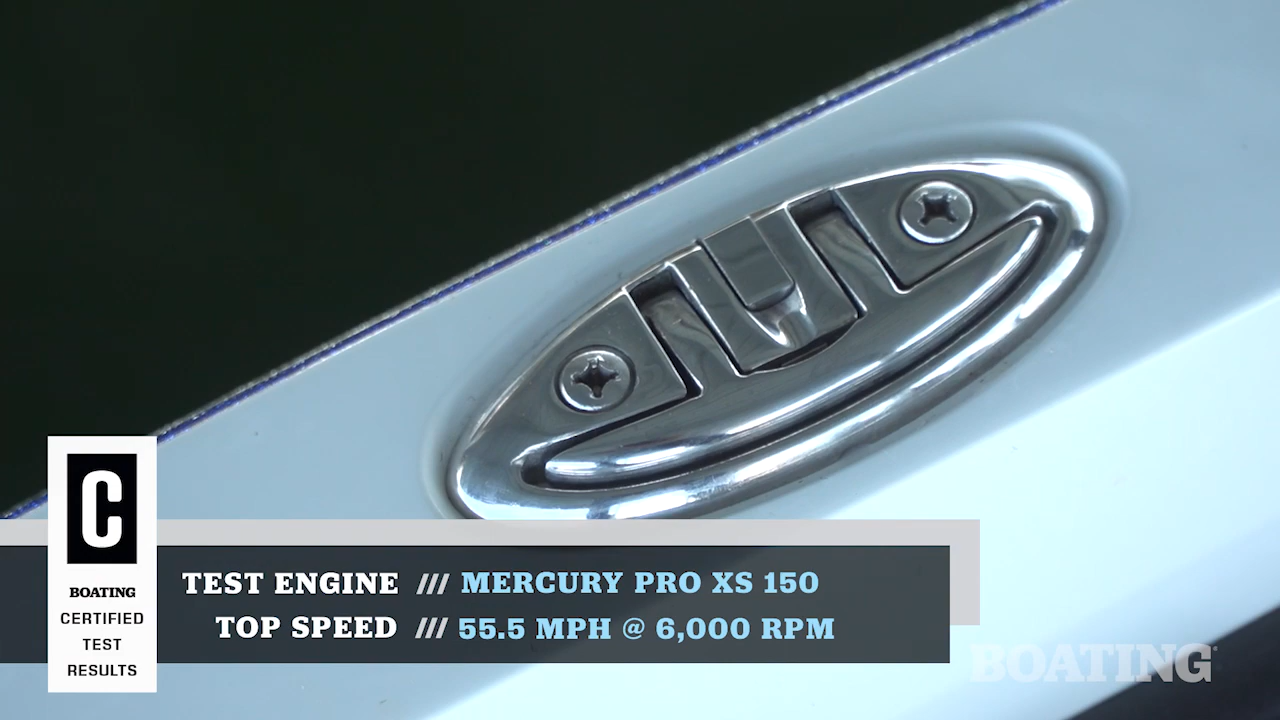 C
BOATING
CERTIFIED
TEST
RESULTS
TEST ENGINE /// MERCURY PRO XS 150
TOP SPEED /// 55.5 MPH @ 6,000 RPM
BOATING